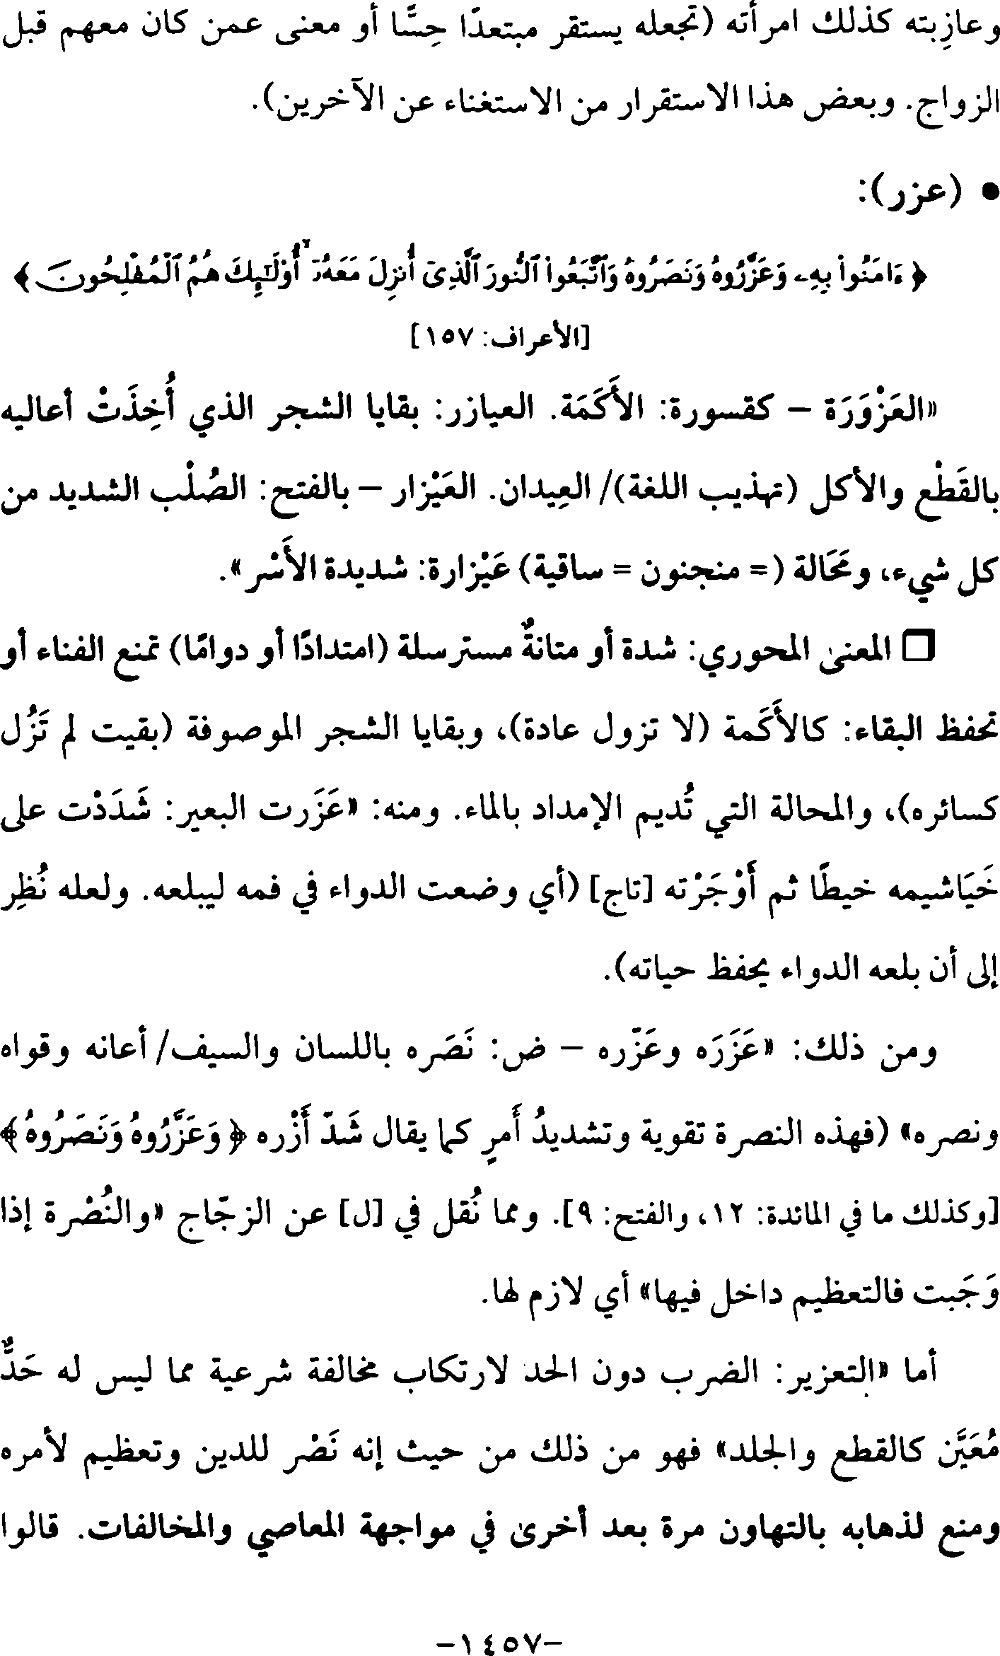 وعازِبته كذلك امرأته (تجعله يستقر مبتعدًا حِسًّا أو معنى عمن كان معهم قبل
الزواج. وبعض هذا الاستقرار من الاستغناء عن الآخرين).
• (عزر):
﴿ءَامَنُواْ بِهِۦ وَعَزَّرُوهُ وَنَصَرُوهُ وَٱتَّبَعُواْ ٱلنُّورَ ٱلَّذِىٓ أُنزِلَ مَعَهُۥٓ ۙ أُوْلَـٰٓئِكَ هُمُ ٱلْمُفْلِحُونَ﴾
[الأعراف: ١٥٧]
«العَزْوَرَة – كقسورة: الأَكَمَة. العيازر: بقايا الشجر الذي أُخِذَتْ أعاليه
بالقَطْع والأكل (تهذيب اللغة)/ العِيدان. العَيْزار – بالفتح: الصُلْب الشديد من
كل شيء، ومَحَالة (= منجنون = ساقية) عَيْزارة: شديدة الأَسْر».
❒ المعنى المحوري: شدة أو متانةٌ مسترسلة (امتدادًا أو دوامًا) تمنع الفناء أو
تحفظ البقاء: كالأَكَمة (لا تزول عادة)، وبقايا الشجر الموصوفة (بقيت لم تَزُل
كسائره)، والمحالة التي تُديم الإمداد بالماء. ومنه: «عَزَرت البعير: شَدَدْت على
خَيَاشيمه خيطًا ثم أَوْجَرْته [تاج] (أي وضعت الدواء في فمه ليبلعه. ولعله نُظِر
إلى أن بلعه الدواء يحفظ حياته).
ومن ذلك: «عَزَرَه وعَزّره – ض: نَصَره باللسان والسيف/ أعانه وقواه
ونصره» (فهذه النصرة تقوية وتشديدُ أَمرٍ كما يقال شَدّ أَزْره ﴿وَعَزَّرُوهُ وَنَصَرُوهُ﴾
[وكذلك ما في المائدة: ١٢، والفتح: ٩]. ومما نُقل في [ل] عن الزجّاج «والنُصْرة إذا
وَجَبت فالتعظيم داخل فيها» أي لازم لها.
أما «التعزير: الضرب دون الحد لارتكاب مخالفة شرعية مما ليس له حَدٌّ
مُعَيَّن كالقطع والجلد» فهو من ذلك من حيث إنه نَصْر للدين وتعظيم لأمره
ومنع لذهابه بالتهاون مرة بعد أخرى في مواجهة المعاصي والمخالفات. قالوا
-١٤٥٧-